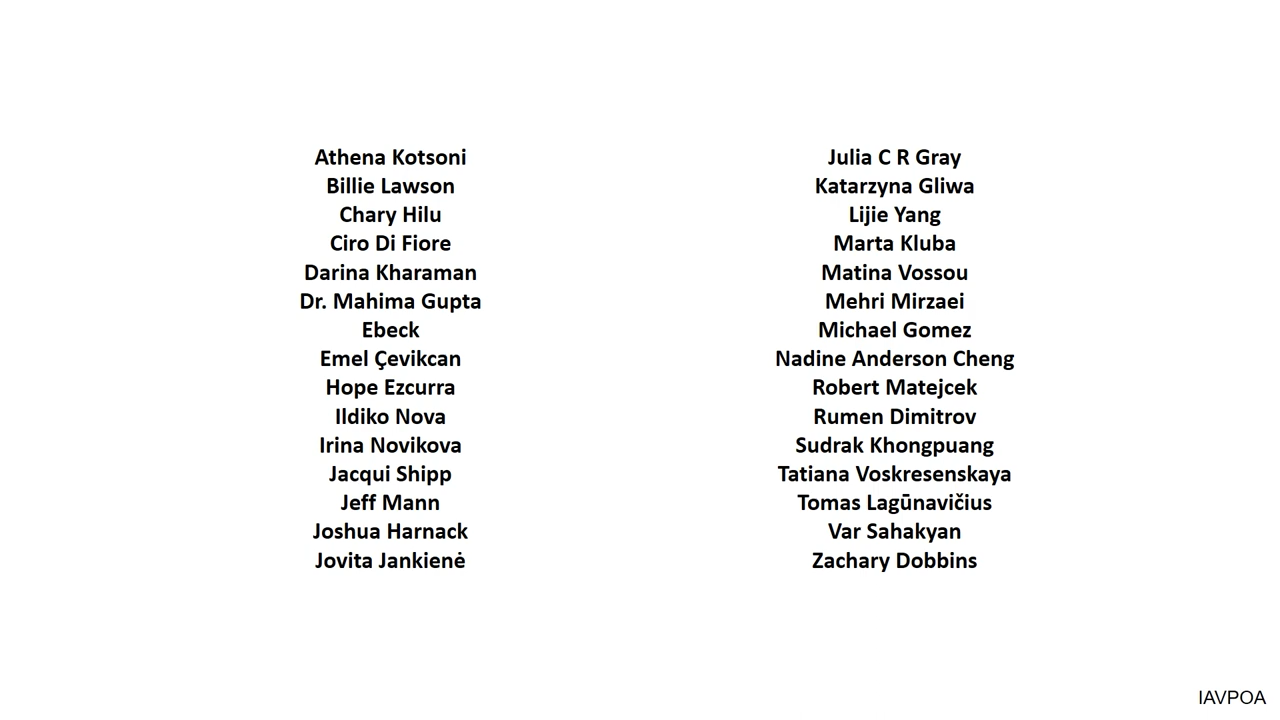 Athena Kotsoni
Billie Lawson
Chary Hilu
Ciro Di Fiore
Darina Kharaman
Dr. Mahima Gupta
Ebeck
Emel Çevikcan
Hope Ezcurra
Ildiko Nova
Irina Novikova
Jacqui Shipp
Jeff Mann
Joshua Harnack
Jovita Jankienė
Julia C R Gray
Katarzyna Gliwa
Lijie Yang
Marta Kluba
Matina Vossou
Mehri Mirzaei
Michael Gomez
Nadine Anderson Cheng
Robert Matejcek
Rumen Dimitrov
Sudrak Khongpuang
Tatiana Voskresenskaya
Tomas Lagūnavičius
Var Sahakyan
Zachary Dobbins
IAVPOA